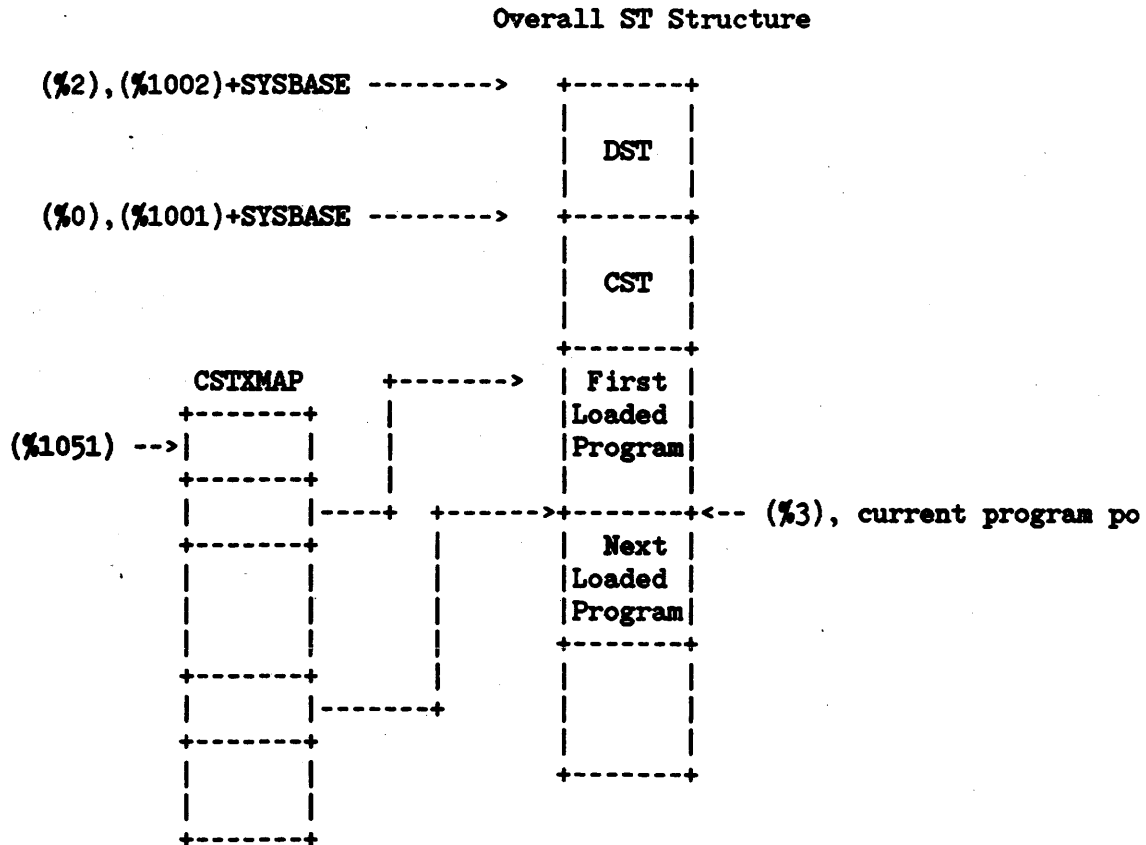 Overall ST Structure
(%2),(%1002)+SYSBASE -------->
DST
(%0),(%1001)+SYSBASE -------->
CST
CSTXMAP
First
Loaded
Program
(%1051) -->
<-- (%3), current program po
Next
Loaded
Program